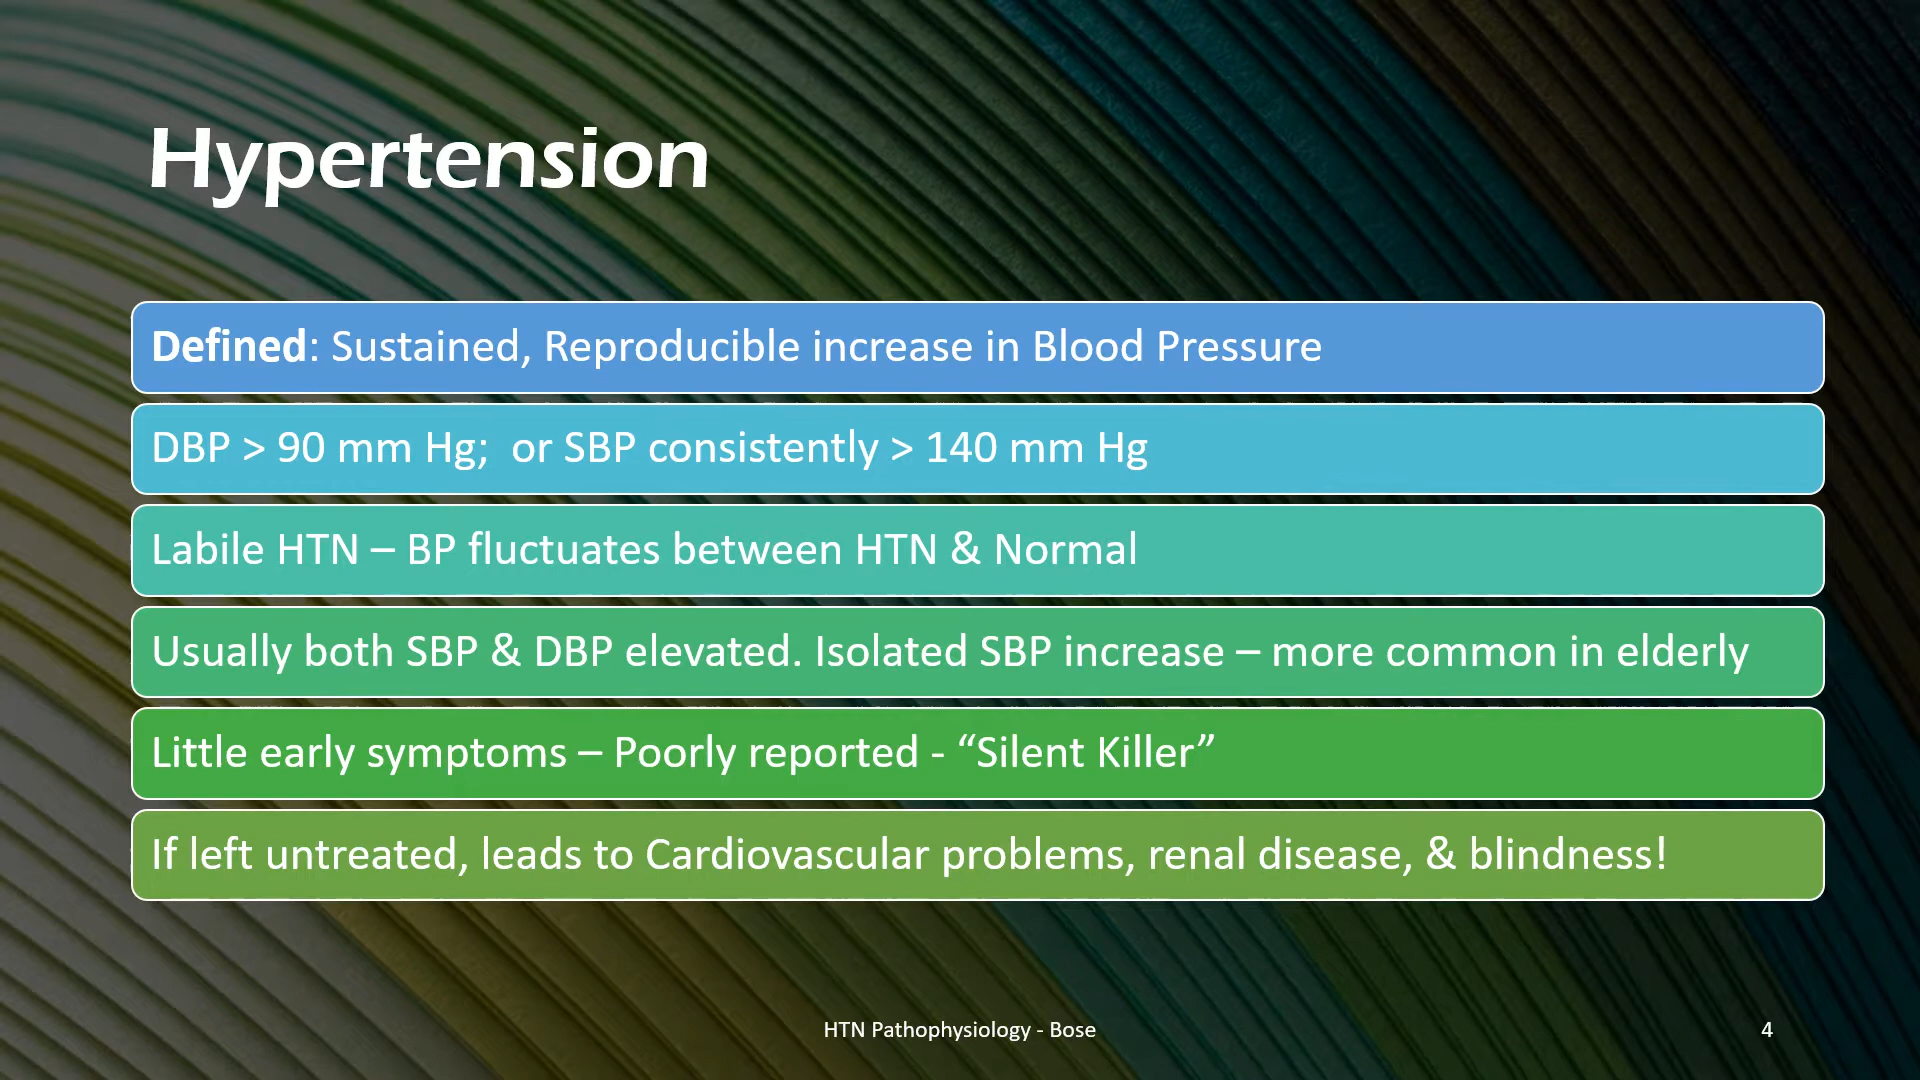 Hypertension
Defined: Sustained, Reproducible increase in Blood Pressure
DBP > 90 mm Hg;  or SBP consistently > 140 mm Hg
Labile HTN – BP fluctuates between HTN & Normal
Usually both SBP & DBP elevated. Isolated SBP increase – more common in elderly
Little early symptoms – Poorly reported - “Silent Killer”
If left untreated, leads to Cardiovascular problems, renal disease, & blindness!
HTN Pathophysiology - Bose
4